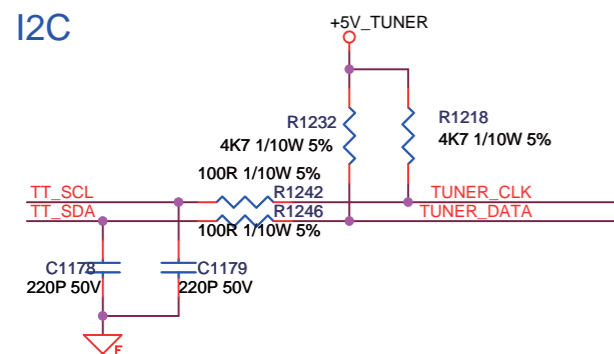 I2C
+5V_TUNER
R1232
4K7 1/10W 5%
R1218
4K7 1/10W 5%
100R 1/10W 5%
TT_SCL
R1242
TUNER_CLK
TT_SDA
R1246
TUNER_DATA
100R 1/10W 5%
C1178
220P 50V
C1179
220P 50V
F